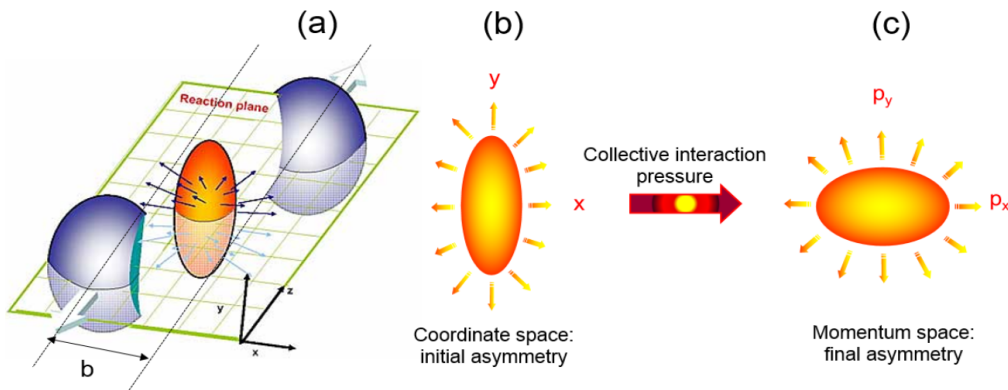 (a)
Reaction plane
y
z
x
b
(b)
y
x
Coordinate space:
initial asymmetry
Collective interaction
pressure
(c)
p_y
p_x
Momentum space:
final asymmetry